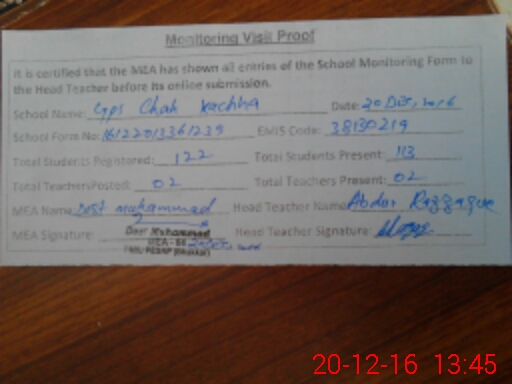 Monitoring Visit Proof
It is certified that the MEA has shown all entries of the School Monitoring Form to
the Head Teacher before its online submission.
School Name: Gps Chak Kachha Date: 20 Dec, 2016
School Form No: 16122013361239 EMIS Code: 38130219
Total Students Registered: 122 Total Students Present: 113
Total Teachers Posted: 02 Total Teachers Present: 02
MEA Name: Dost muhammad Head Teacher Name: Abdur Razzaque
MEA Signature: Dost Muhammad Head Teacher Signature:
MEA - 
20-12-16 13:45